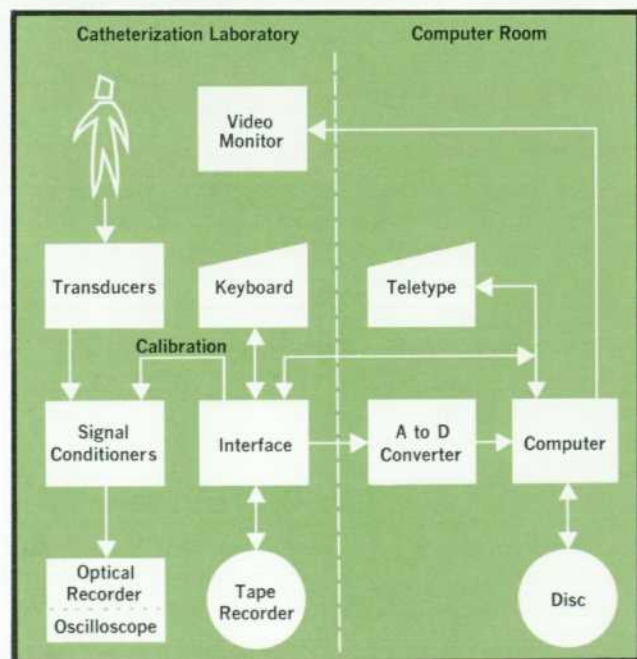 Catheterization Laboratory
Computer Room
Video
Monitor
Transducers
Keyboard
Teletype
Calibration
Signal
Conditioners
Interface
A to D
Converter
Computer
Optical
Recorder
Oscilloscope
Tape
Recorder
Disc